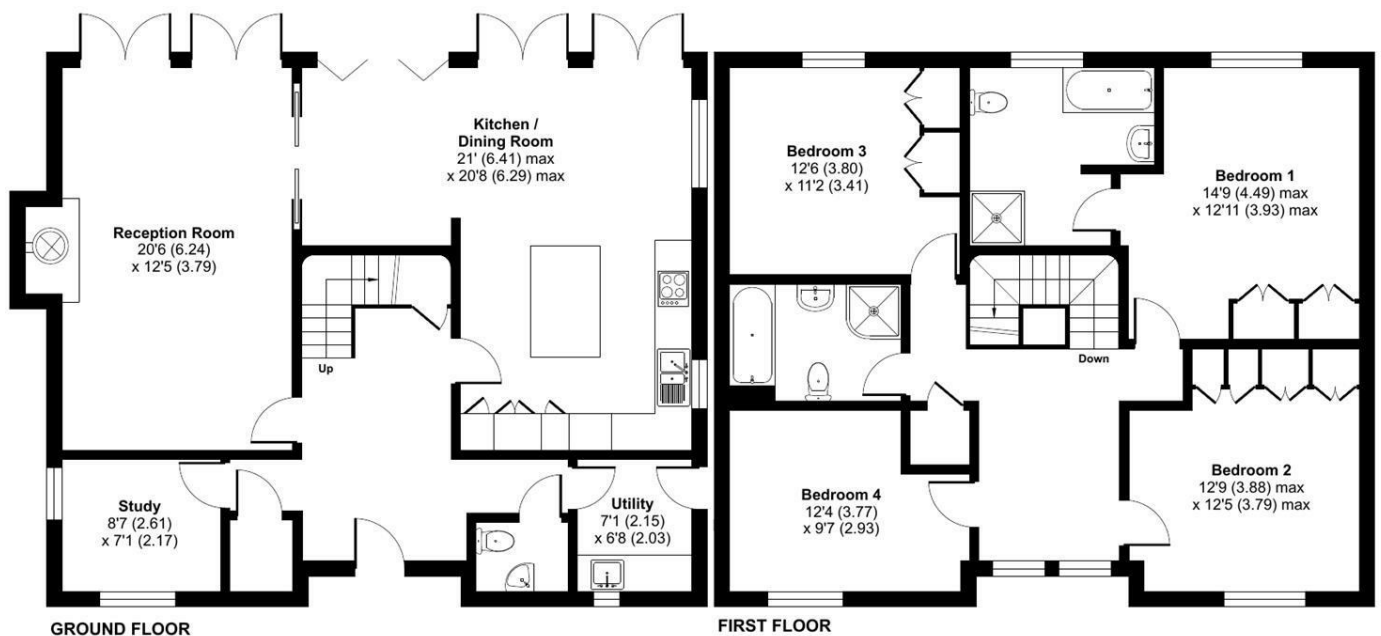 Kitchen /
Dining Room
21' (6.41) max
x 20'8 (6.29) max
Reception Room
20'6 (6.24)
x 12'5 (3.79)
Up
Study
8'7 (2.61)
x 7'1 (2.17)
Utility
7'1 (2.15)
x 6'8 (2.03)
GROUND FLOOR
Bedroom 3
12'6 (3.80)
x 11'2 (3.41)
Bedroom 1
14'9 (4.49) max
x 12'11 (3.93) max
Down
Bedroom 4
12'4 (3.77)
x 9'7 (2.93)
Bedroom 2
12'9 (3.88) max
x 12'5 (3.79) max
FIRST FLOOR